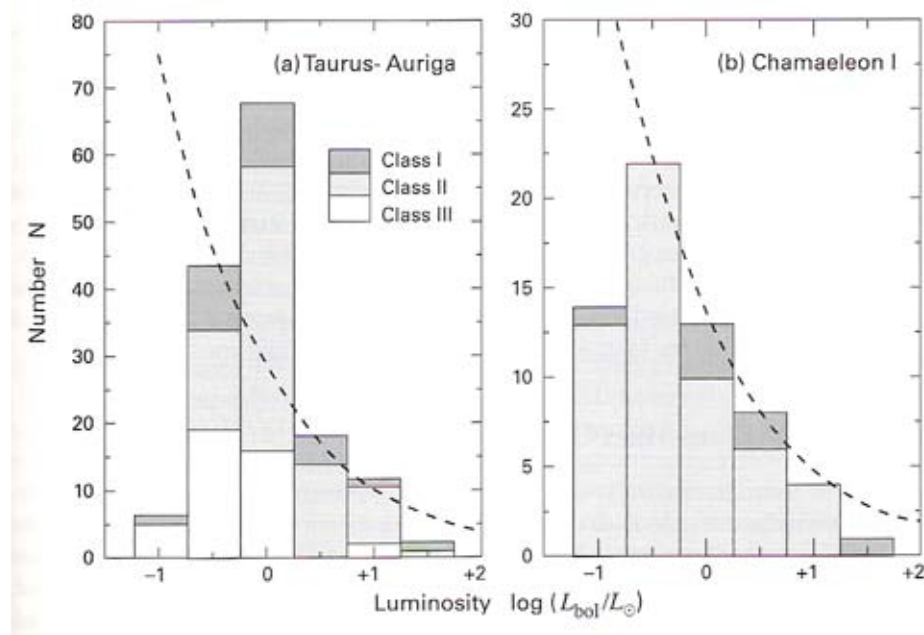 (a) Taurus- Auriga
(b) Chamaeleon I
Class I
Class II
Class III
Number N
80
70
60
50
40
30
20
10
0
30
25
20
15
10
5
0
−1 0 +1 +2
−1 0 +1 +2
Luminosity log (L_bol/L_⊙)